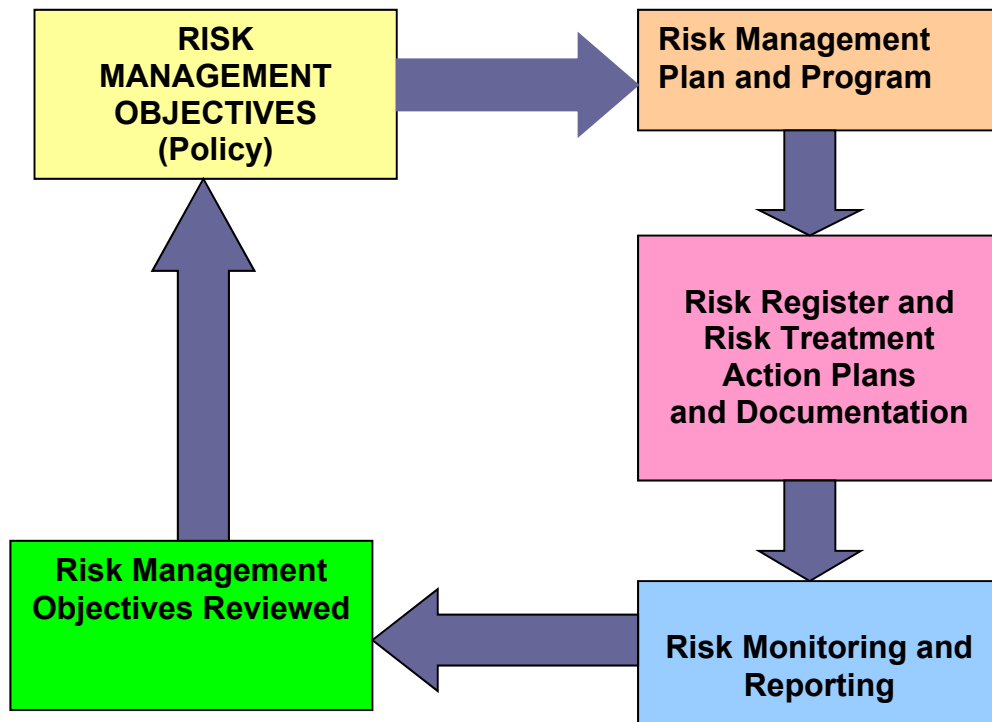 RISK
MANAGEMENT
OBJECTIVES
(Policy)
Risk Management
Plan and Program
Risk Register and
Risk Treatment
Action Plans
and Documentation
Risk Monitoring and
Reporting
Risk Management
Objectives Reviewed